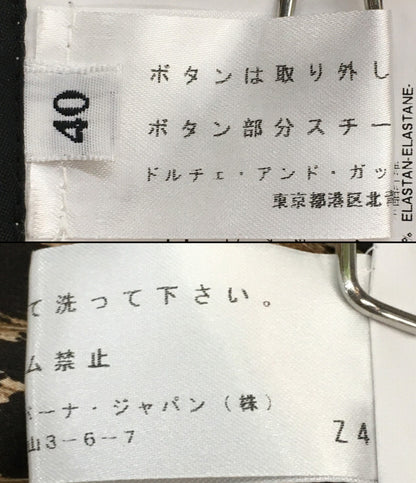 40
ボタンは取り外し
ボタン部分スチー
ドルチェ・アンド・ガッ
東京都港区北青
ELASTAN·ELASTANE·
て洗って下さい。
ム禁止
バーナ・ジャパン（株）
山3-6-7
Z4